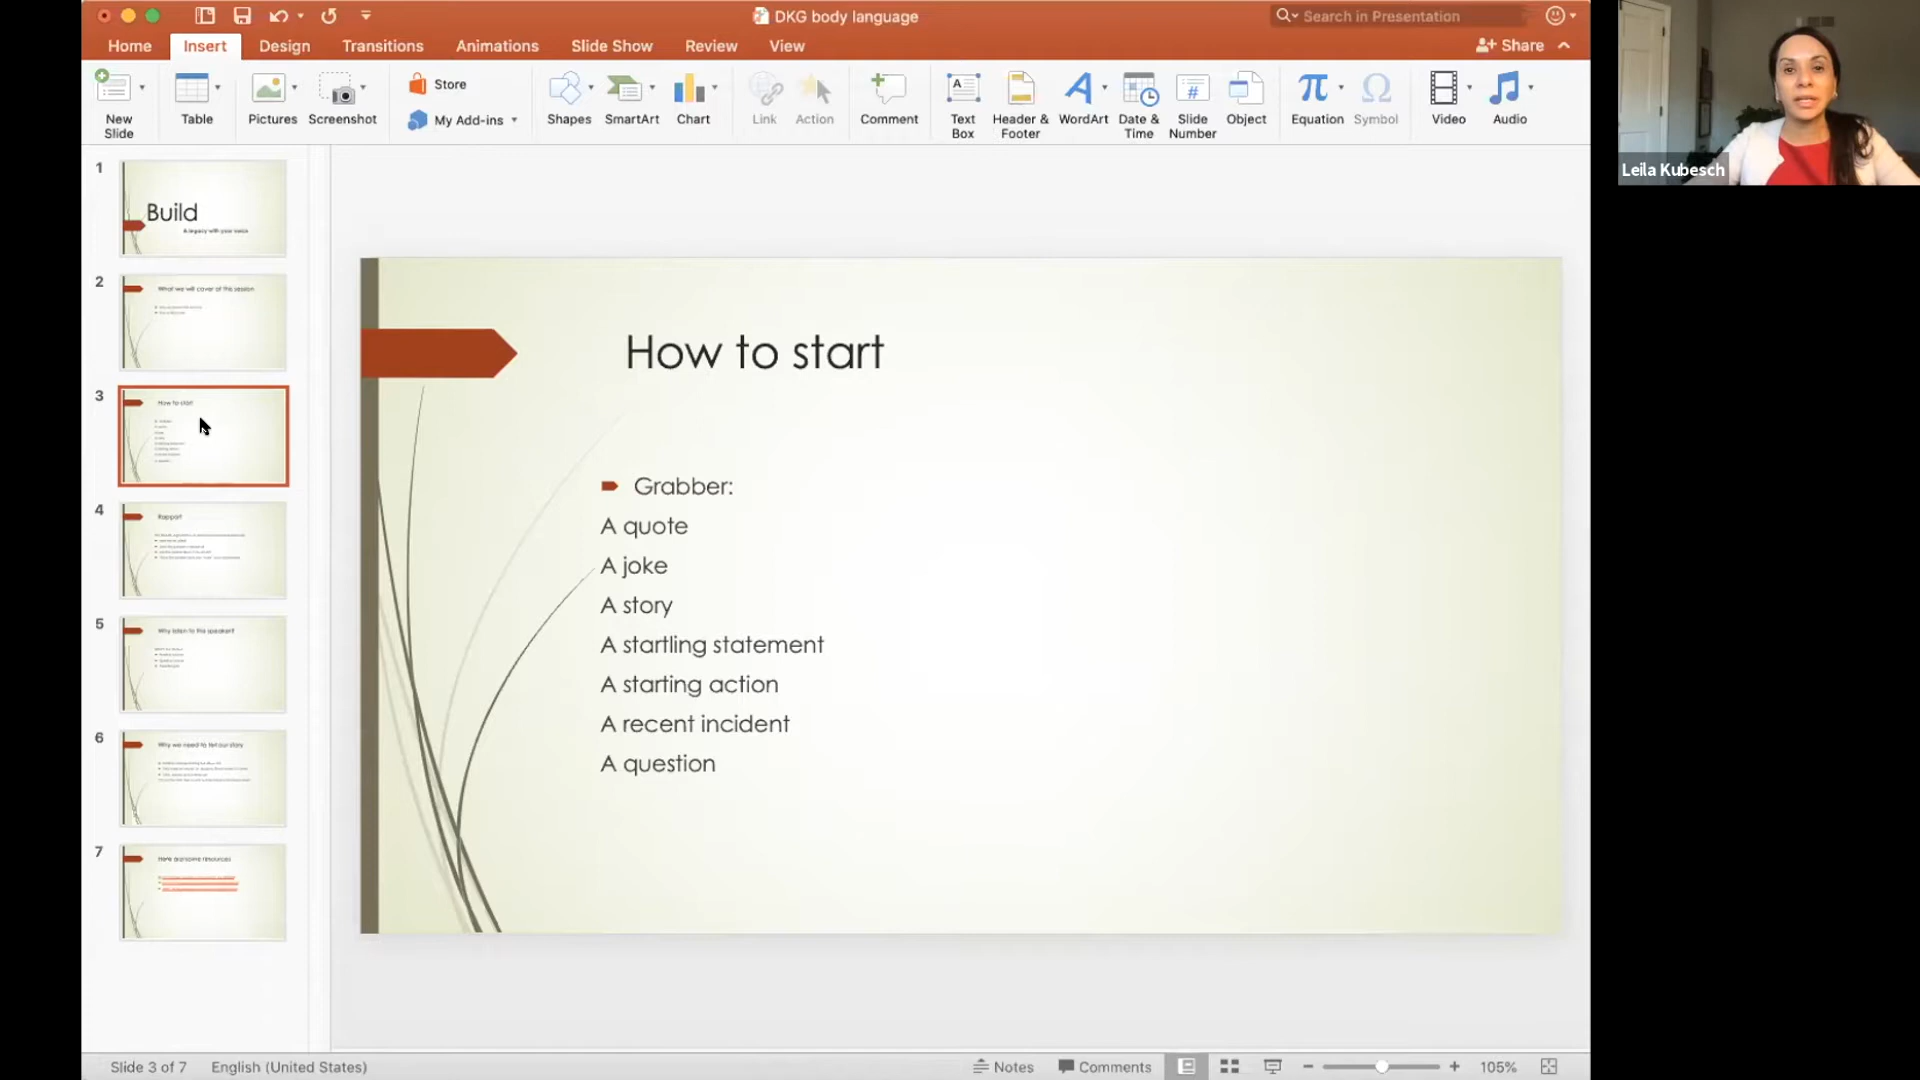 DKG body language
Search in Presentation
Home
Insert
Design
Transitions
Animations
Slide Show
Review
View
Share
New
Slide
Table
Pictures
Screenshot
Store
My Add-ins
Shapes
SmartArt
Chart
Link
Action
Comment
Text
Box
Header &
Footer
WordArt
Date &
Time
Slide
Number
Object
Equation
Symbol
Video
Audio
Leila Kubesch
1
Build
A legacy with your voice
2
What we will cover at this session
3
How to start
4
Rapport
5
Why listen to this speaker?
6
Why we need to tell our story
7
Here are some resources
How to start
Grabber:
A quote
A joke
A story
A startling statement
A starting action
A recent incident
A question
Slide 3 of 7
English (United States)
Notes
Comments
105%